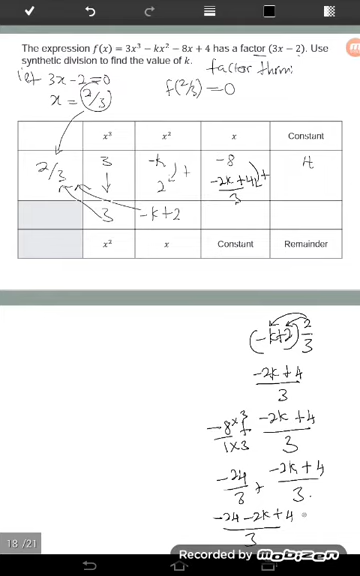 The expression f(x) = 3x³ − kx² − 8x + 4 has a factor (3x − 2). Use
synthetic division to find the value of k.
let 3x-2=0
factor thm:
x = 2/3
f(2/3) = 0
x³ x² x Constant
2/3 3 -k -8 4
2 + -2k+4 +
3
3 -k+2
x² x Constant Remainder
(-k+2) 2/3
-2k+4
3
-8×3 + -2k+4
1×3 3
-24 + -2k+4
3 3.
-24-2k+4
3
18 /21
Recorded by Mobizen